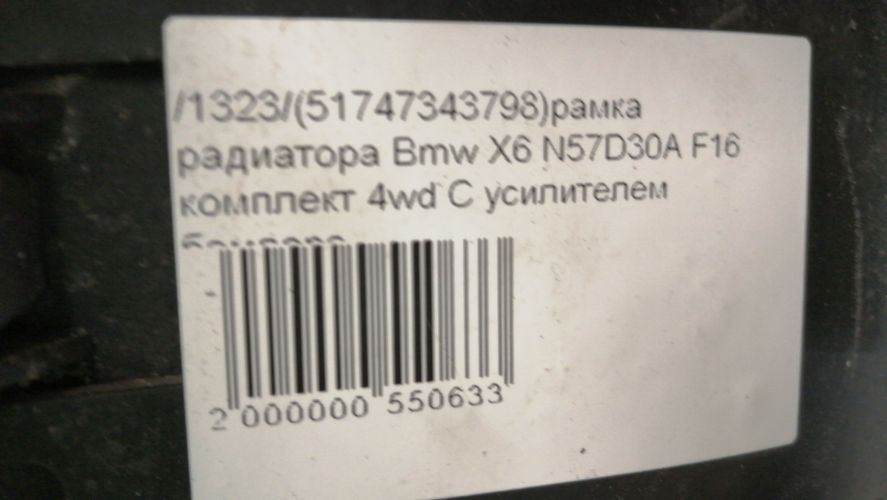 /1323/(51747343798)рамка
радиатора Bmw X6 N57D30A F16
комплект 4wd С усилителем
2 000000 550633